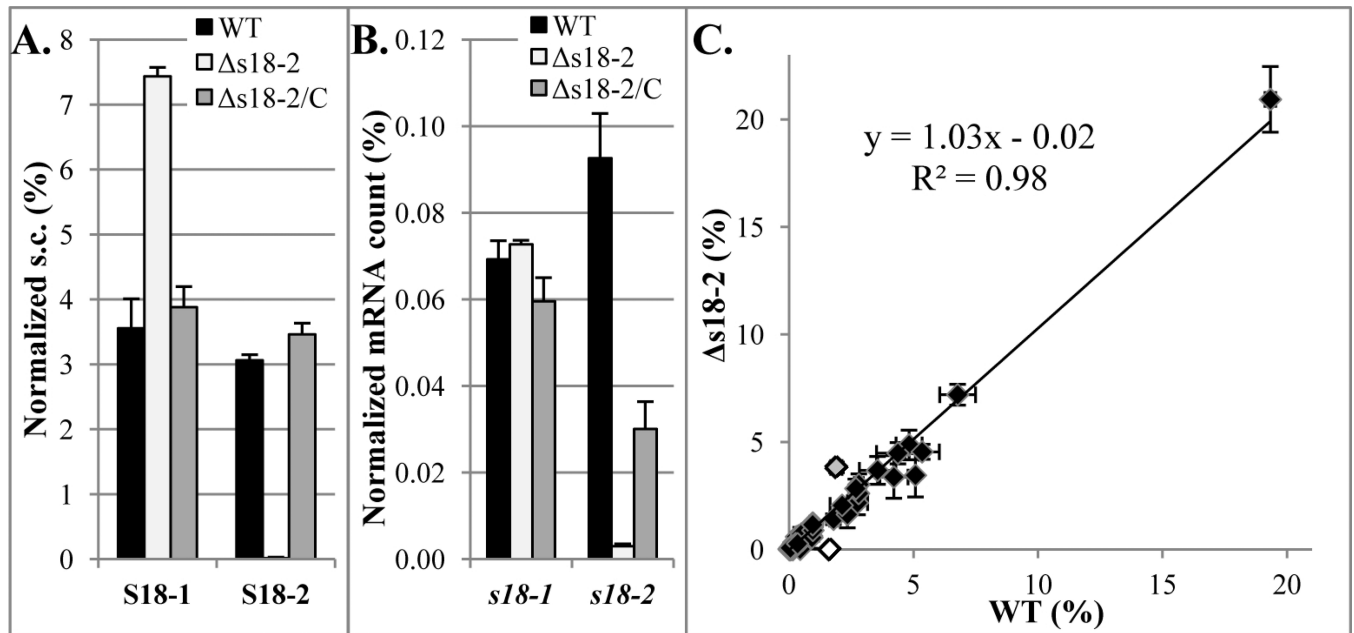 A.
WT
Δs18-2
Δs18-2/C
Normalized s.c. (%)
8
7
6
5
4
3
2
1
0
S18-1 S18-2
B.
WT
Δs18-2
Δs18-2/C
Normalized mRNA count (%)
0.12
0.10
0.08
0.06
0.04
0.02
0.00
s18-1 s18-2
C.
y = 1.03x - 0.02
R² = 0.98
Δs18-2 (%)
20
15
10
5
0
0 5 10 15 20
WT (%)